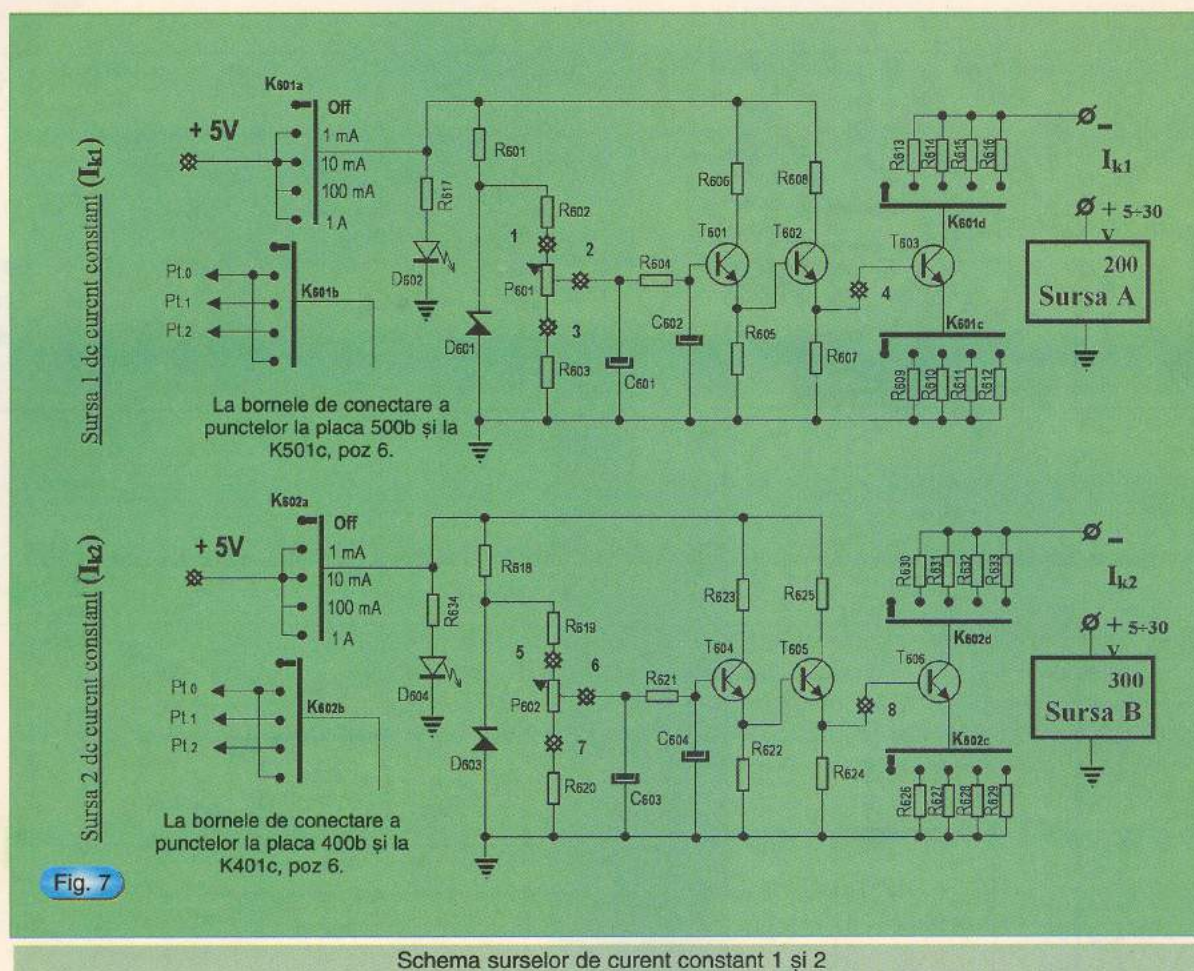 Sursa 1 dc curent constant (Ik1)
K601a
Off
+ 5V
1 mA
10 mA
100 mA
1 A
Pt.0
Pt.1
Pt.2
K601b
La bornele de conectare a
punctelor la placa 500b și la
K501c, poz 6.
R617
D602
R601
R602
1
2
P601
3
D601
R603
R604
C601
C602
R606
R608
T601
T602
R605
R607
4
T603
R613
R614
R615
R616
K601d
K601c
R609
R610
R611
R612
–
Ik1
+ 5÷30
V
200
Sursa A
Sursa 2 dc curent constant (Ik2)
K602a
Off
+ 5V
1 mA
10 mA
100 mA
1 A
Pt.0
Pt.1
Pt.2
K602b
La bornele de conectare a
punctelor la placa 400b și la
K401c, poz 6.
R634
D604
R618
R619
5
6
P602
7
D603
R620
R621
C603
C604
R623
R625
T604
T605
R622
R624
8
T606
R630
R631
R632
R633
K602d
K602c
R626
R627
R628
R629
–
Ik2
+ 5÷30
V
300
Sursa B
Fig. 7
Schema surselor de curent constant 1 și 2